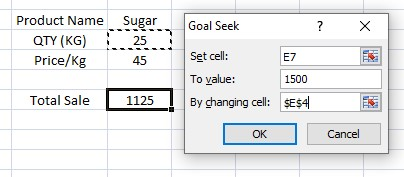 Product Name Sugar
QTY (KG) 25
Price/Kg 45
Total Sale 1125
Goal Seek ? ×
Set cell: E7
To value: 1500
By changing cell: $E$4
OK Cancel